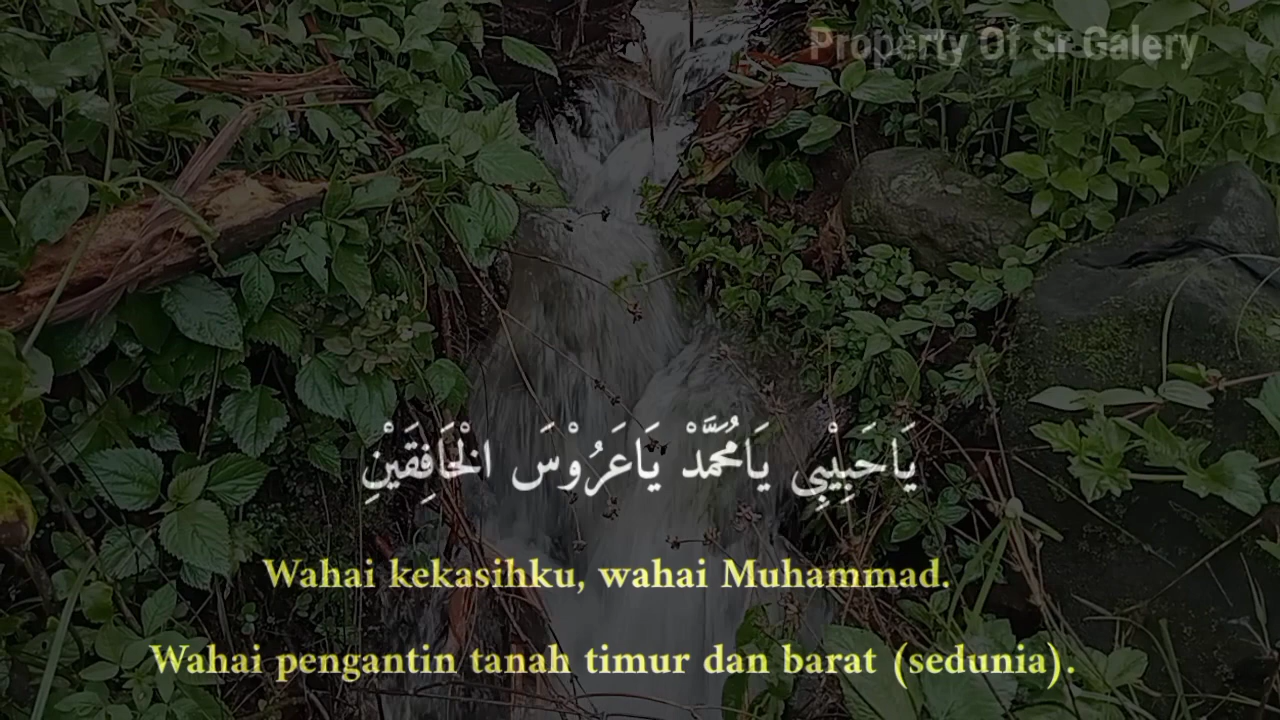 Property Of Sr Galery
يَاحَبِيْبِي يَامُحَمَّدْ يَاعَرُوْسَ الْخَافِقَيْنِ
Wahai kekasihku, wahai Muhammad.
Wahai pengantin tanah timur dan barat (sedunia).